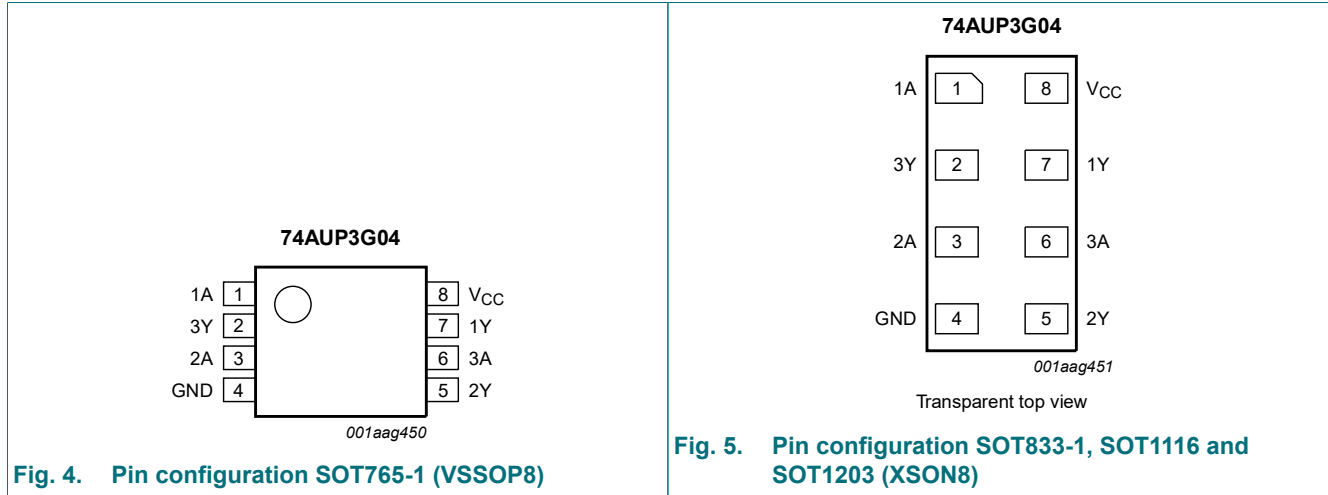 74AUP3G04
1A 1 8 VCC
3Y 2 7 1Y
2A 3 6 3A
GND 4 5 2Y
001aag450
Fig. 4. Pin configuration SOT765-1 (VSSOP8)
74AUP3G04
1A 1 8 VCC
3Y 2 7 1Y
2A 3 6 3A
GND 4 5 2Y
001aag451
Transparent top view
Fig. 5. Pin configuration SOT833-1, SOT1116 and
SOT1203 (XSON8)